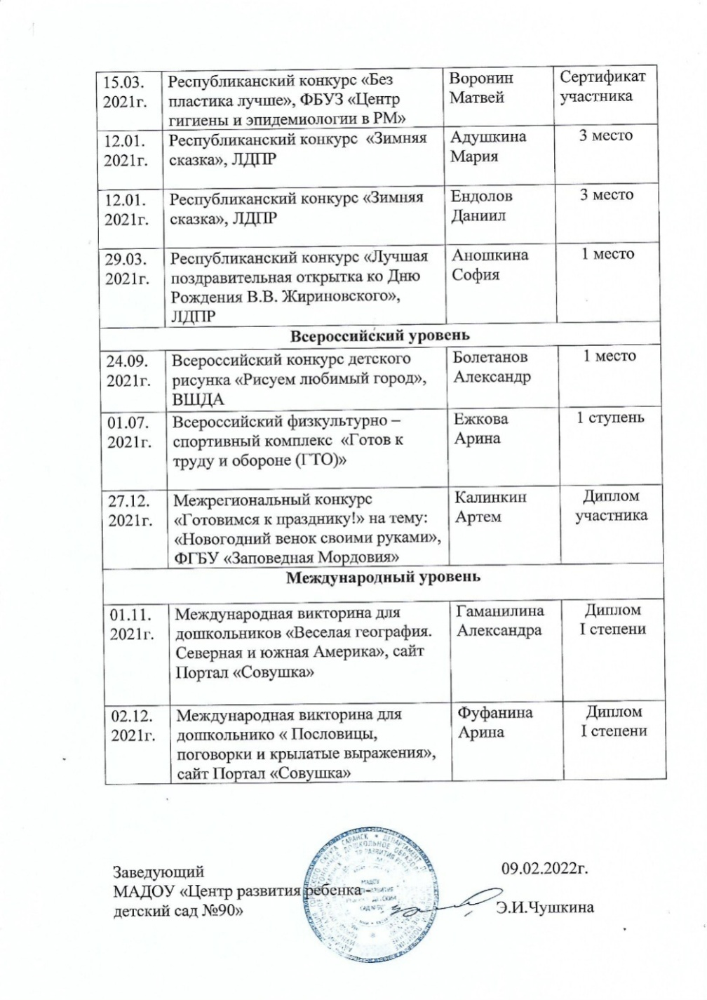 15.03. 2021г. Республиканский конкурс «Без пластика лучше», ФБУЗ «Центр гигиены и эпидемиологии в РМ» Воронин Матвей Сертификат участника
12.01. 2021г. Республиканский конкурс «Зимняя сказка», ЛДПР Адушкина Мария 3 место
12.01. 2021г. Республиканский конкурс «Зимняя сказка», ЛДПР Ендолов Даниил 3 место
29.03. 2021г. Республиканский конкурс «Лучшая поздравительная открытка ко Дню Рождения В.В. Жириновского», ЛДПР Аношкина София 1 место
Всероссийский уровень
24.09. 2021г. Всероссийский конкурс детского рисунка «Рисуем любимый город», ВШДА Болетанов Александр 1 место
01.07. 2021г. Всероссийский физкультурно – спортивный комплекс «Готов к труду и обороне (ГТО)» Ежкова Арина 1 ступень
27.12. 2021г. Межрегиональный конкурс «Готовимся к празднику!» на тему: «Новогодний венок своими руками», ФГБУ «Заповедная Мордовия» Калинкин Артем Диплом участника
Международный уровень
01.11. 2021г. Международная викторина для дошкольников «Веселая география. Северная и южная Америка», сайт Портал «Совушка» Гаманилина Александра Диплом I степени
02.12. 2021г. Международная викторина для дошкольнико « Пословицы, поговорки и крылатые выражения», сайт Портал «Совушка» Фуфанина Арина Диплом I степени
Заведующий 09.02.2022г.
МАДОУ «Центр развития ребенка -
детский сад №90» Э.И.Чушкина